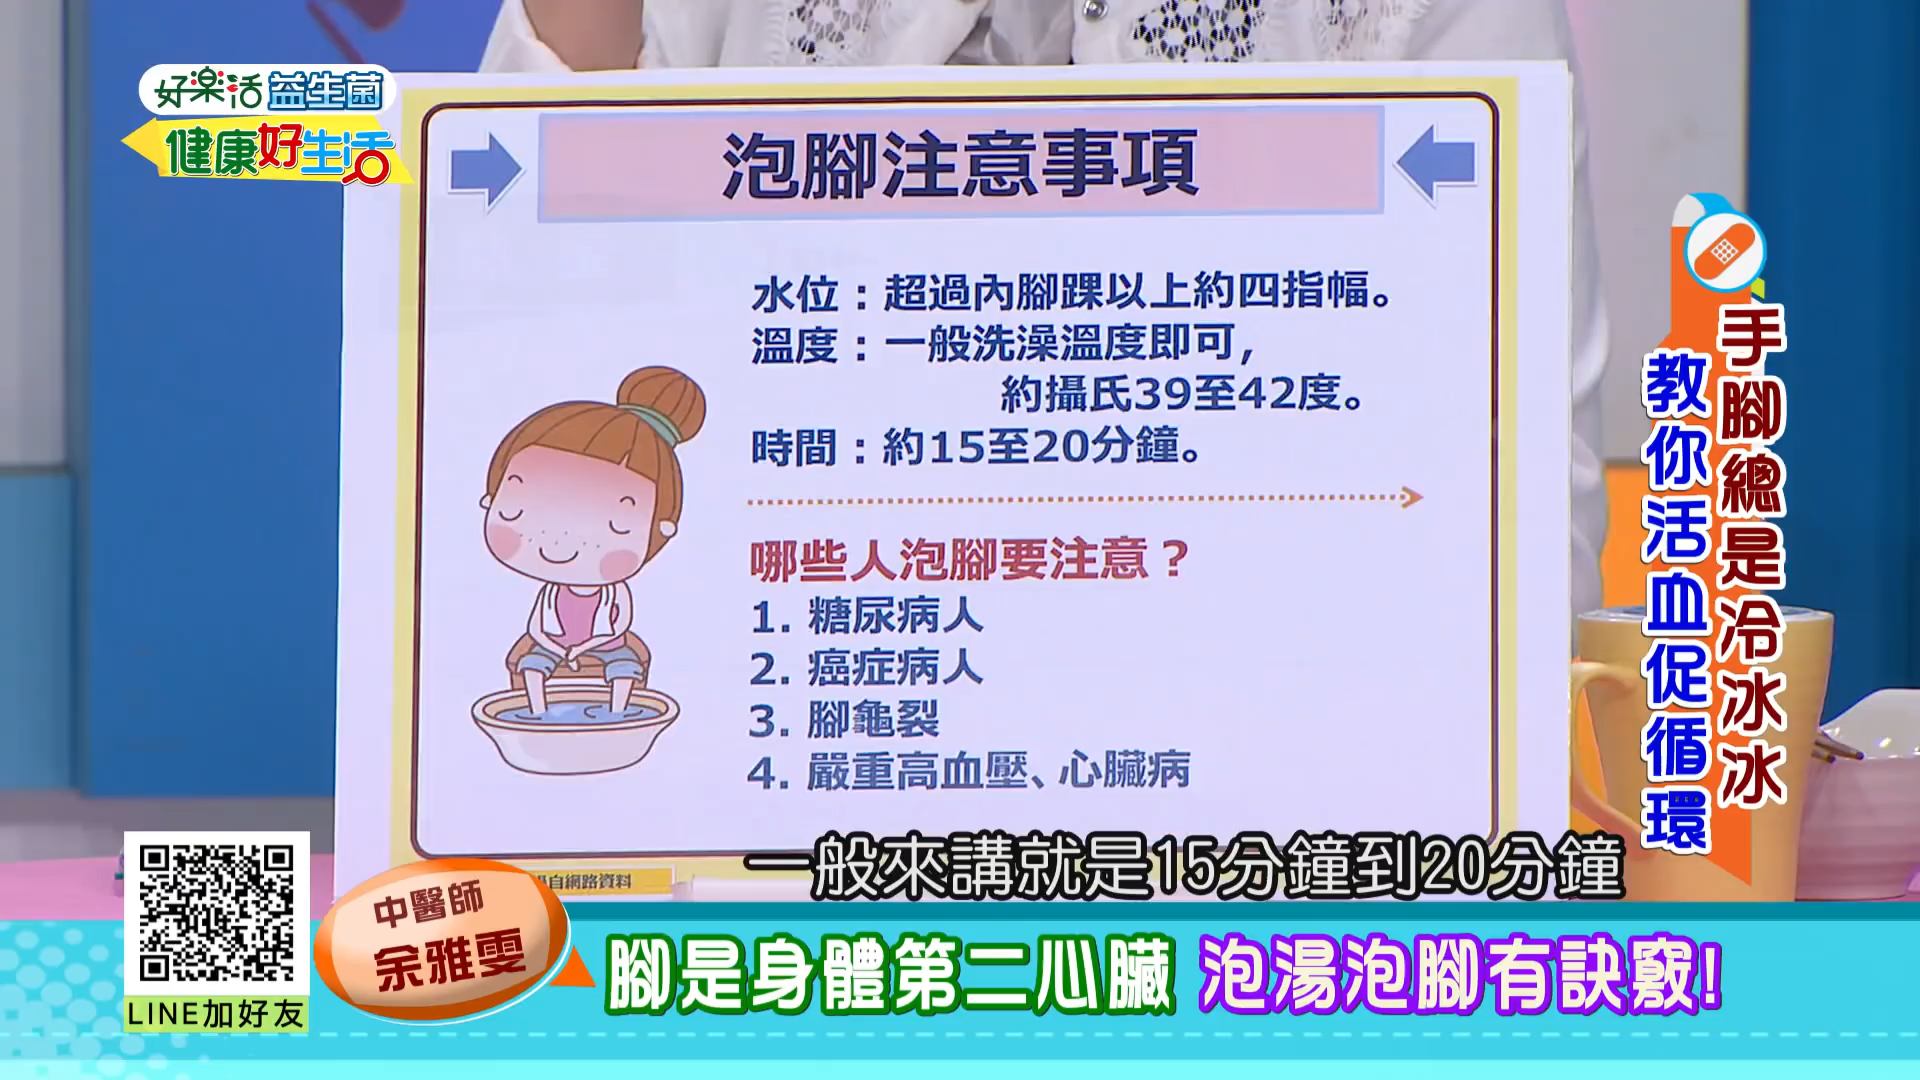 好樂活益生菌
健康好生活
泡腳注意事項
水位：超過內腳踝以上約四指幅。
溫度：一般洗澡溫度即可，
約攝氏39至42度。
時間：約15至20分鐘。
哪些人泡腳要注意？
1. 糖尿病人
2. 癌症病人
3. 腳龜裂
4. 嚴重高血壓、心臟病
自網路資料
手腳總是冷冰冰
教你活血促循環
一般來講就是15分鐘到20分鐘
中醫師
余雅雯
腳是身體第二心臟 泡湯泡腳有訣竅!
LINE加好友